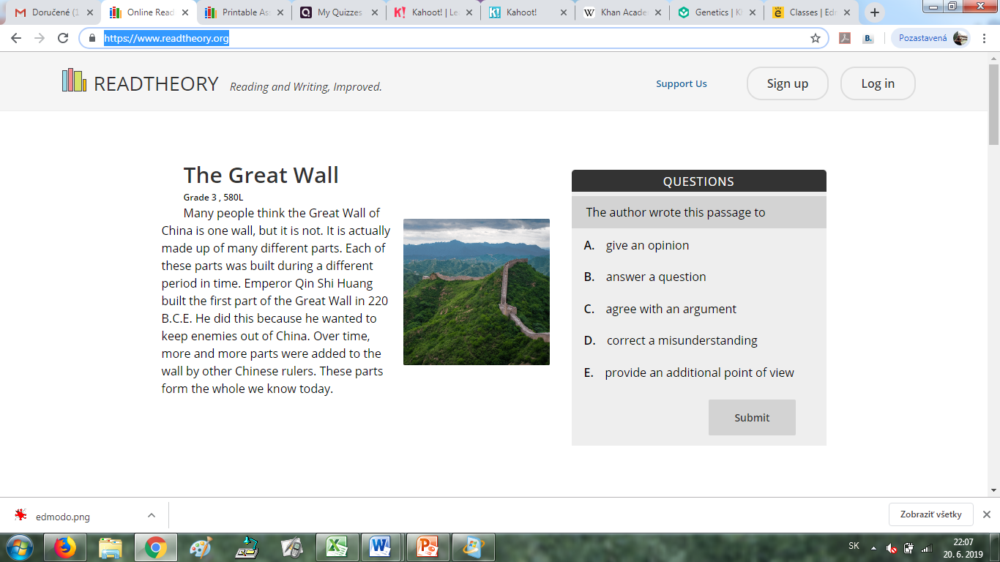 Doručené (1
Online Read
Printable Ass
My Quizzes
Kahoot! | Le
Kahoot!
Khan Acade
Genetics | K
Classes | Edm
https://www.readtheory.org
Pozastavená
READTHEORY Reading and Writing, Improved.
Support Us
Sign up
Log in
The Great Wall
Grade 3 , 580L
Many people think the Great Wall of
China is one wall, but it is not. It is actually
made up of many different parts. Each of
these parts was built during a different
period in time. Emperor Qin Shi Huang
built the first part of the Great Wall in 220
B.C.E. He did this because he wanted to
keep enemies out of China. Over time,
more and more parts were added to the
wall by other Chinese rulers. These parts
form the whole we know today.
QUESTIONS
The author wrote this passage to
A. give an opinion
B. answer a question
C. agree with an argument
D. correct a misunderstanding
E. provide an additional point of view
Submit
edmodo.png
Zobraziť všetky
SK
22:07
20. 6. 2019